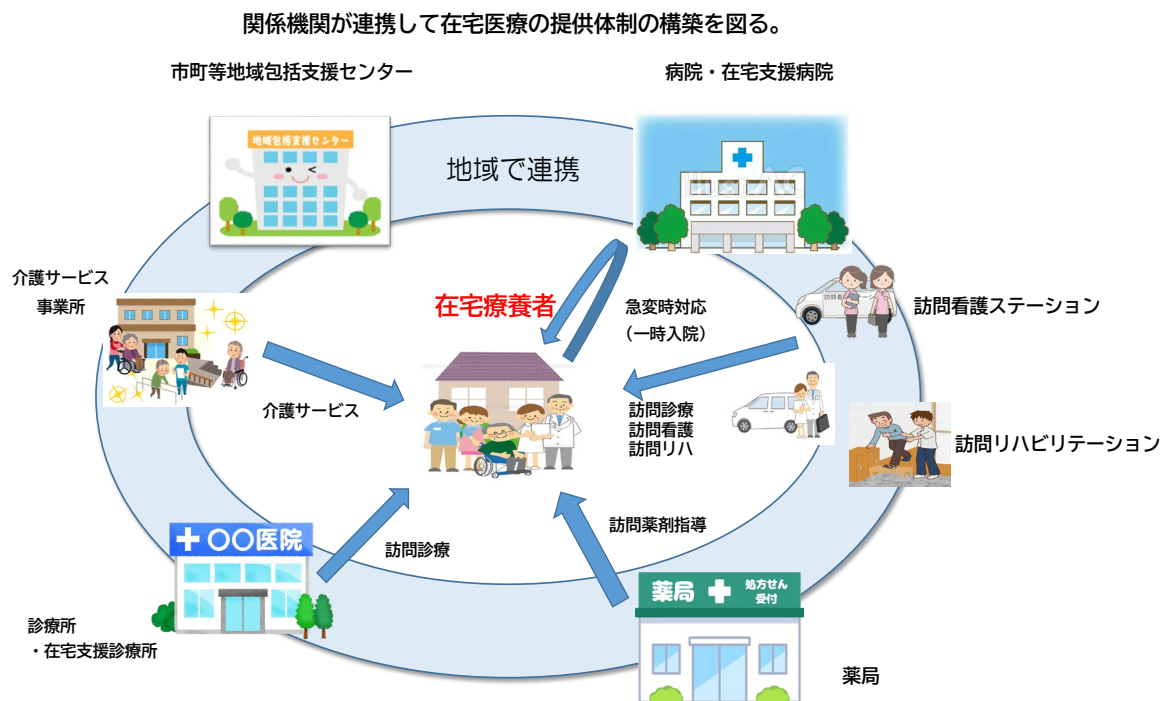 関係機関が連携して在宅医療の提供体制の構築を図る。
市町等地域包括支援センター
病院・在宅支援病院
地域包括支援センター
地域で連携
介護サービス
事業所
在宅療養者
急変時対応
（一時入院）
訪問看護
訪問看護ステーション
介護サービス
訪問診療
訪問看護
訪問リハ
訪問リハビリテーション
訪問薬剤指導
〇〇医院
訪問診療
薬局
処方せん
受付
診療所
・在宅支援診療所
薬局